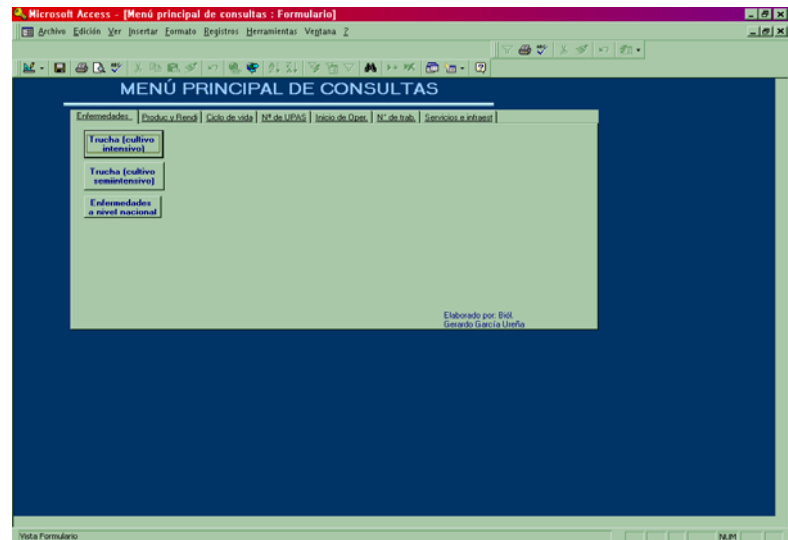 Microsoft Access - [Menú principal de consultas : Formulario]
Archivo Edición Ver Insertar Formato Registros Herramientas Ventana ?
MENÚ PRINCIPAL DE CONSULTAS
Enfermedades. Produc.y Rendi Ciclo de vida Nº de UPAS Inicio de Oper. N° de trab. Servicios e infraest
Trucha (cultivo
intensivo)
Trucha (cultivo
semiintensivo)
Enfermedades
a nivel nacional
Elaborado por: Biól.
Gerardo García Ureña
Vista Formulario NUM